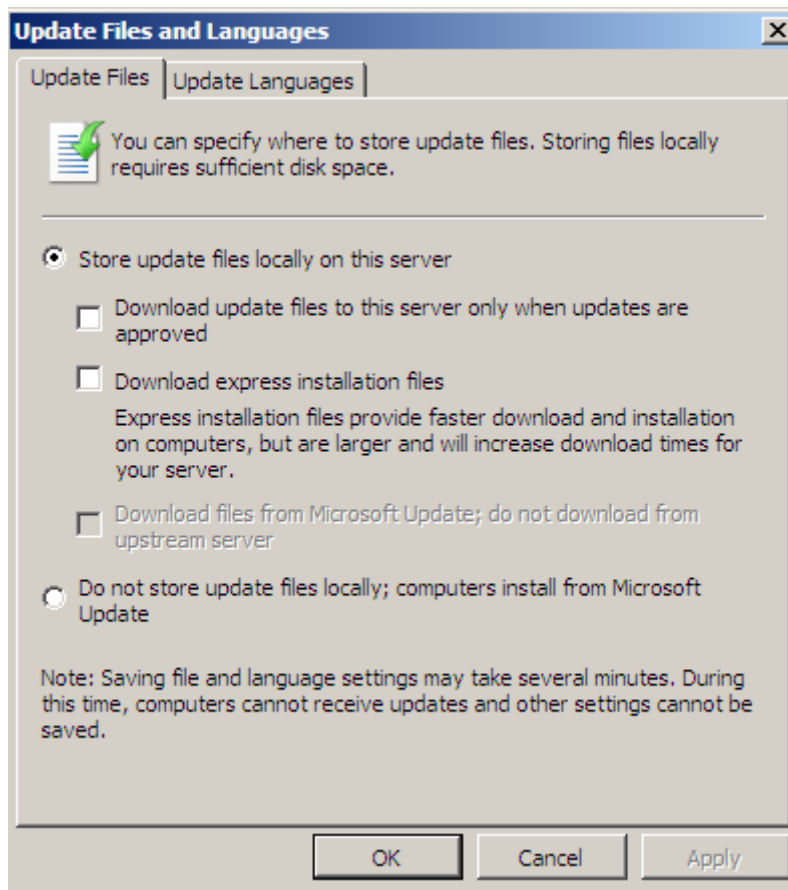 Update Files and Languages
Update Files
Update Languages
You can specify where to store update files. Storing files locally
requires sufficient disk space.
Store update files locally on this server
Download update files to this server only when updates are
approved
Download express installation files
Express installation files provide faster download and installation
on computers, but are larger and will increase download times for
your server.
Download files from Microsoft Update; do not download from
upstream server
Do not store update files locally; computers install from Microsoft
Update
Note: Saving file and language settings may take several minutes. During
this time, computers cannot receive updates and other settings cannot be
saved.
OK
Cancel
Apply